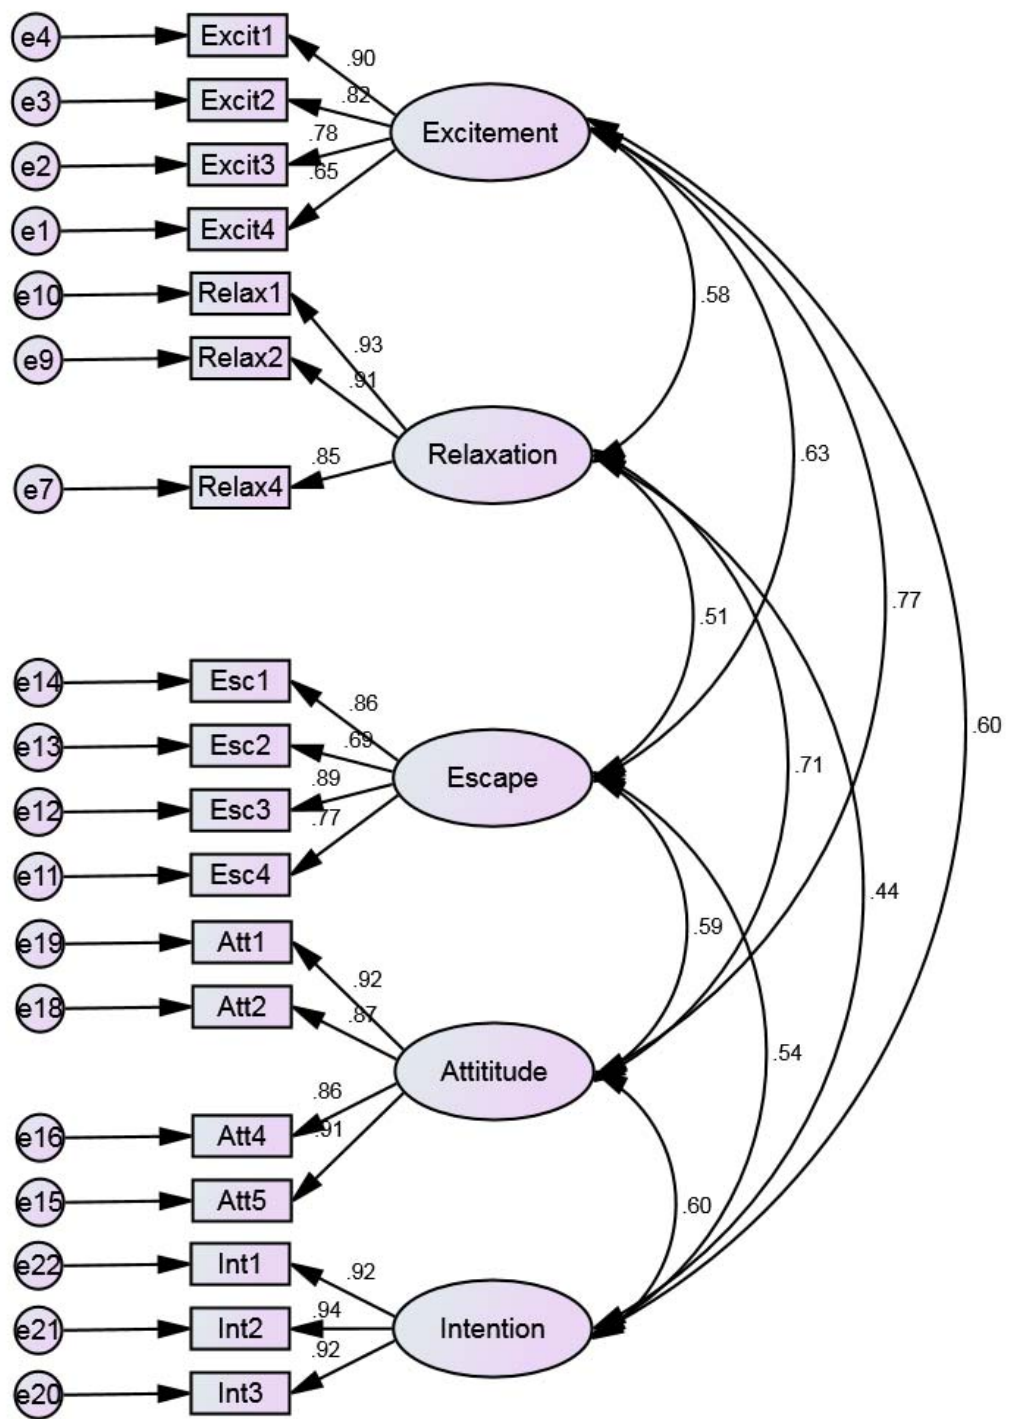 e4 Excit1
.90
e3 Excit2 .82
Excitement
.78
e2 Excit3
.65
e1 Excit4
e10 Relax1
.58
.93
e9 Relax2
.91
.85 Relaxation .63
e7 Relax4
.77
.51
e14 Esc1
.86
.60
e13 Esc2 .69
.89 Escape .71
e12 Esc3
.77
e11 Esc4
.44
.59
e19 Att1
.92
e18 Att2 .87
.54
Attititude
.86
e16 Att4 .91
e15 Att5
.60
e22 Int1
.92
.94
e21 Int2 Intention
.92
e20 Int3